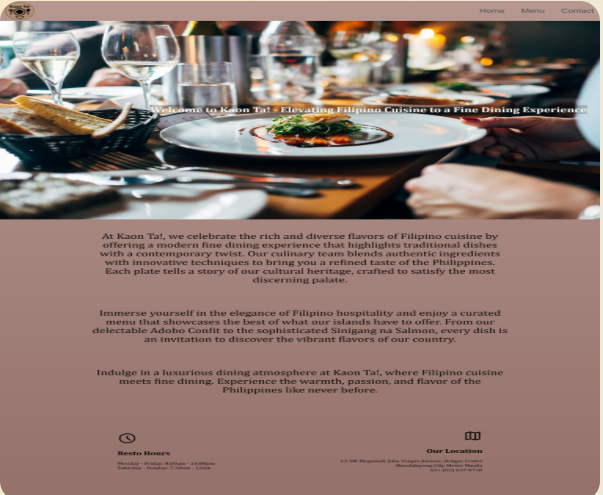 Kaon Ta!
Home Menu Contact
Welcome to Kaon Ta! - Elevating Filipino Cuisine to a Fine Dining Experience
At Kaon Ta!, we celebrate the rich and diverse flavors of Filipino cuisine by
offering a modern fine dining experience that highlights traditional dishes
with a contemporary twist. Our culinary team blends authentic ingredients
with innovative techniques to bring you a refined taste of the Philippines.
Each plate tells a story of our cultural heritage, crafted to satisfy the most
discerning palate.
Immerse yourself in the elegance of Filipino hospitality and enjoy a curated
menu that showcases the best of what our islands have to offer. From our
delectable Adobo Confit to the sophisticated Sinigang na Salmon, every dish is
an invitation to discover the vibrant flavors of our country.
Indulge in a luxurious dining atmosphere at Kaon Ta!, where Filipino cuisine
meets fine dining. Experience the warmth, passion, and flavor of the
Philippines like never before.
Resto Hours
Monday - Friday:
Saturday - Sunday:
Our Location
Mandaluyong City, Metro Manila